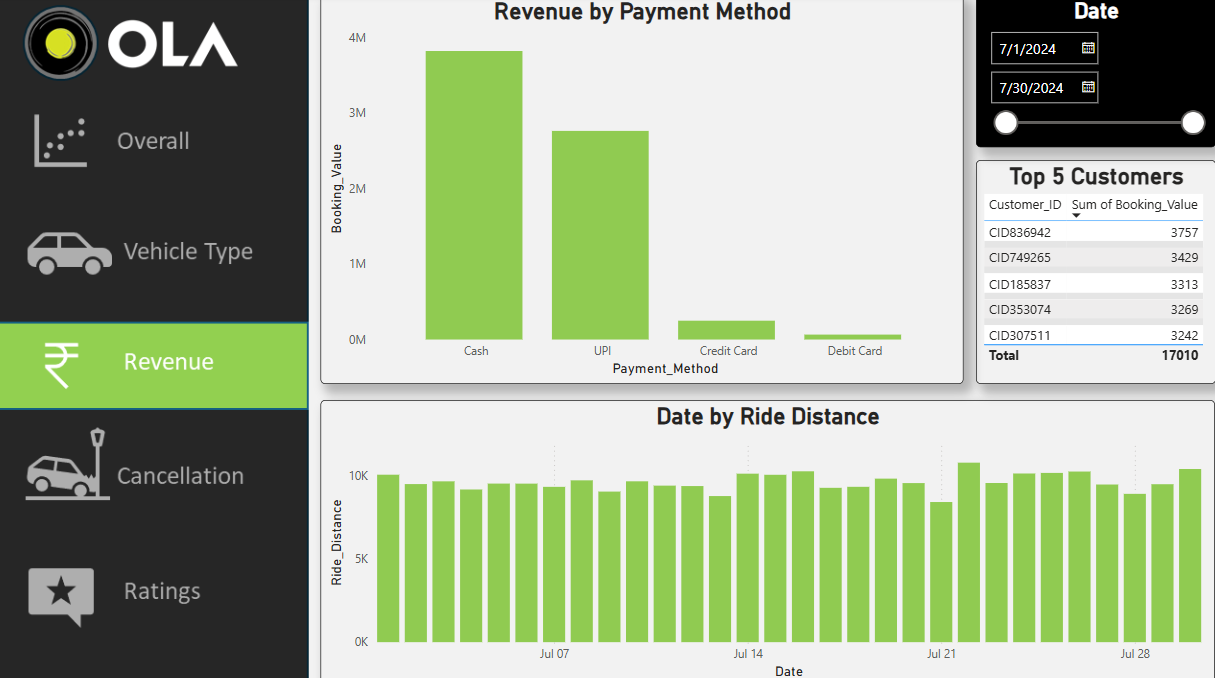 OLA
Overall
Vehicle Type
Revenue
Cancellation
Ratings
Revenue by Payment Method
4M
3M
2M
1M
0M
Booking_Value
Cash
UPI
Credit Card
Debit Card
Payment_Method
Date
7/1/2024
7/30/2024
Top 5 Customers
Customer_ID Sum of Booking_Value
CID836942 3757
CID749265 3429
CID185837 3313
CID353074 3269
CID307511 3242
Total 17010
Date by Ride Distance
10K
5K
0K
Ride_Distance
Jul 07
Jul 14
Jul 21
Jul 28
Date